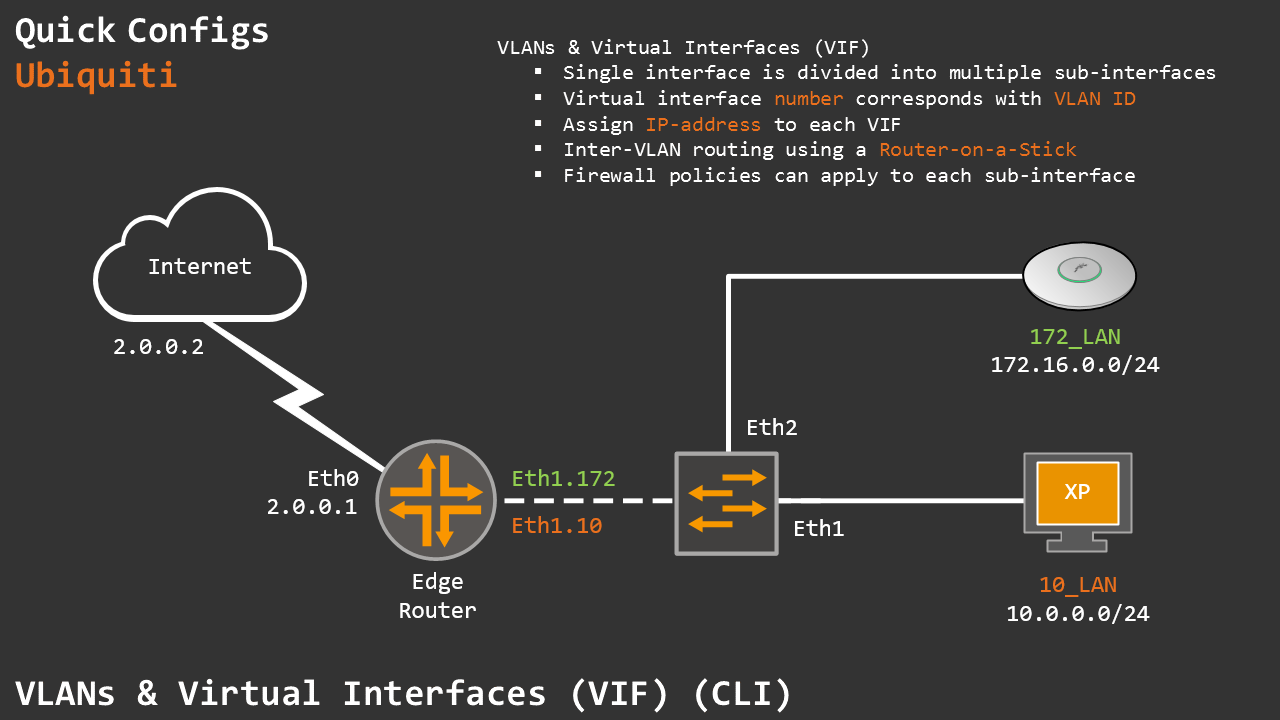 Quick Configs
Ubiquiti
VLANs & Virtual Interfaces (VIF)
▪ Single interface is divided into multiple sub-interfaces
▪ Virtual interface number corresponds with VLAN ID
▪ Assign IP-address to each VIF
▪ Inter-VLAN routing using a Router-on-a-Stick
▪ Firewall policies can apply to each sub-interface
Internet
2.0.0.2
172_LAN
172.16.0.0/24
Eth2
Eth0
2.0.0.1
Eth1.172
Eth1.10
Eth1
XP
Edge
Router
10_LAN
10.0.0.0/24
VLANs & Virtual Interfaces (VIF) (CLI)